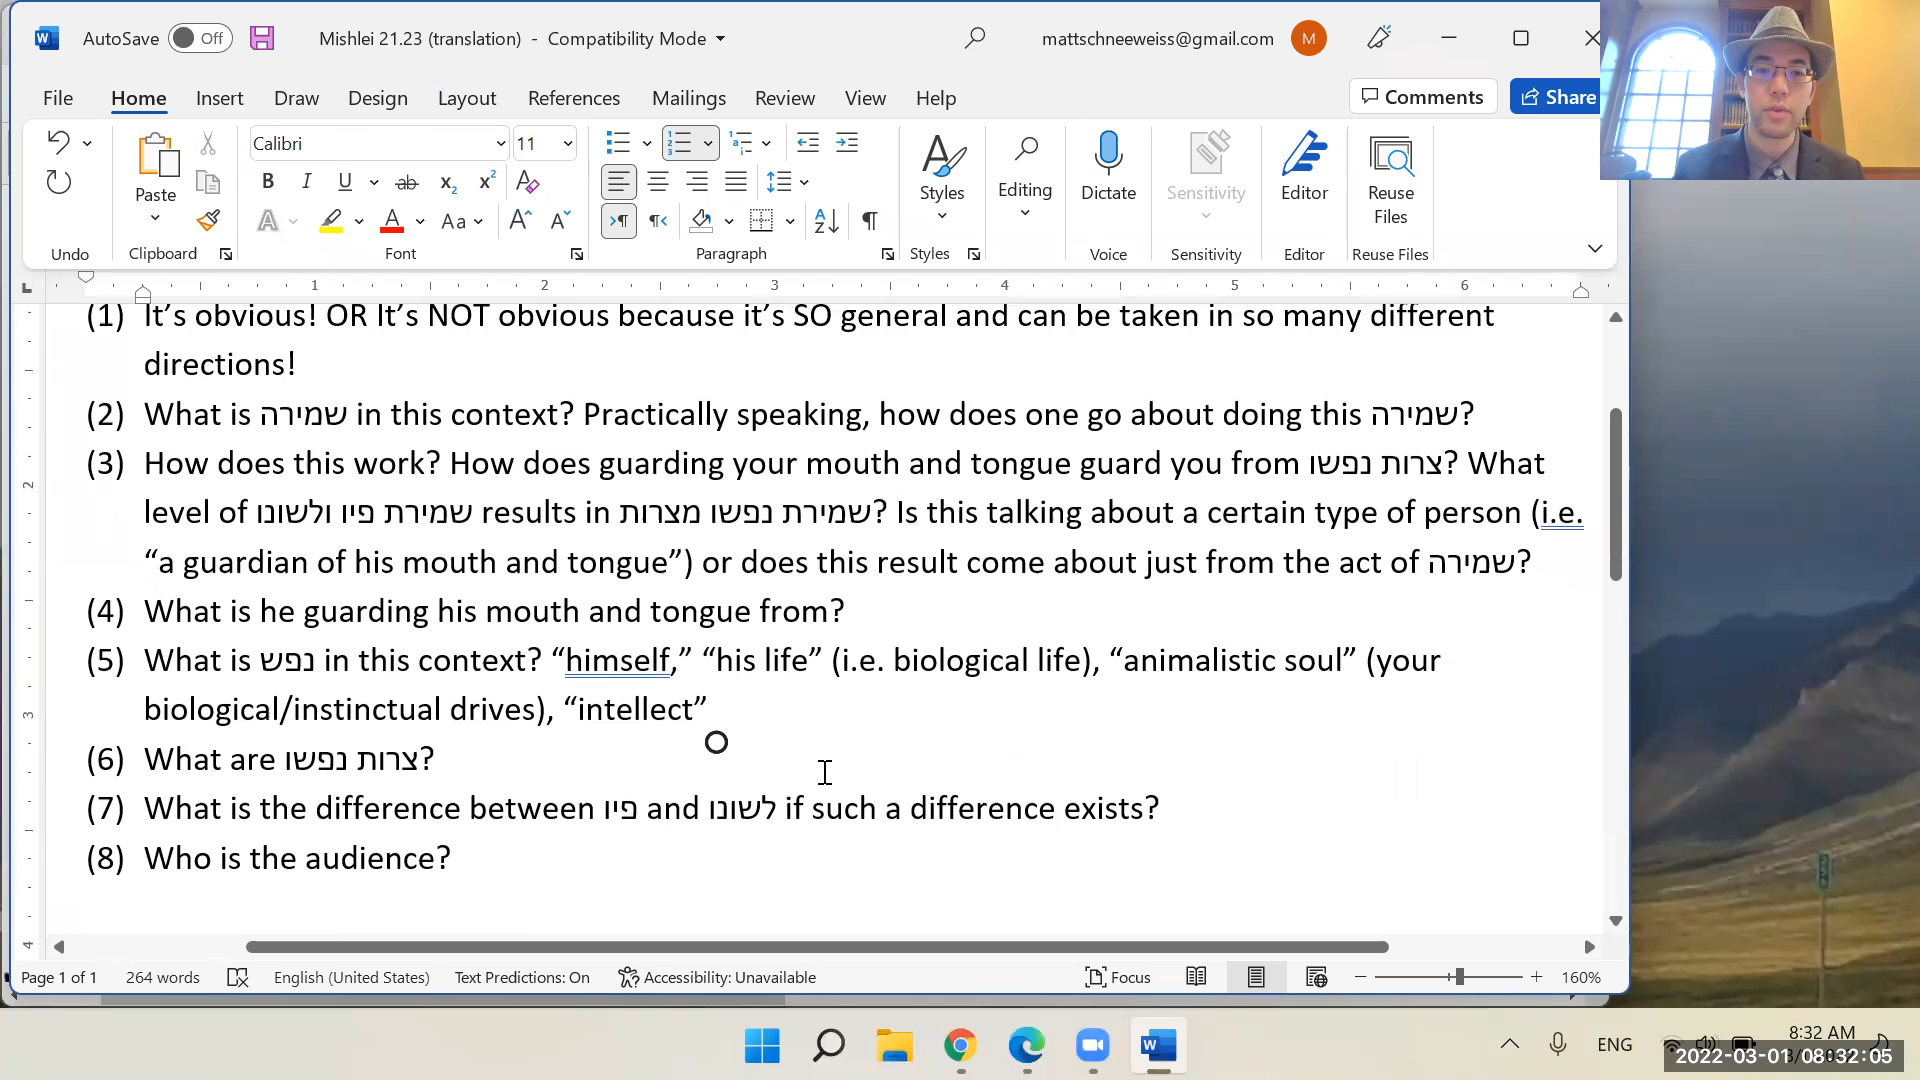 AutoSave Off Mishlei 21.23 (translation) - Compatibility Mode mattschneeweiss@gmail.com M
File Home Insert Draw Design Layout References Mailings Review View Help Comments Share
Calibri 11
Paste Styles Editing Dictate Sensitivity Editor Reuse Files
Undo Clipboard Font Paragraph Styles Voice Sensitivity Editor Reuse Files
1 2 3 4 5 6
(1) It’s obvious! OR It’s NOT obvious because it’s SO general and can be taken in so many different
directions!
(2) What is שמירה in this context? Practically speaking, how does one go about doing this שמירה?
(3) How does this work? How does guarding your mouth and tongue guard you from צרות נפשו? What
level of שמירת פיו ולשונו results in שמירת נפשו מצרות? Is this talking about a certain type of person (i.e.
“a guardian of his mouth and tongue”) or does this result come about just from the act of שמירה?
(4) What is he guarding his mouth and tongue from?
(5) What is נפש in this context? “himself,” “his life” (i.e. biological life), “animalistic soul” (your
biological/instinctual drives), “intellect”
(6) What are צרות נפשו?
(7) What is the difference between פיו and לשונו if such a difference exists?
(8) Who is the audience?
2
3
4
Page 1 of 1 264 words English (United States) Text Predictions: On Accessibility: Unavailable Focus 160%
8:32 AM
ENG
2022-03-01 08:32:05